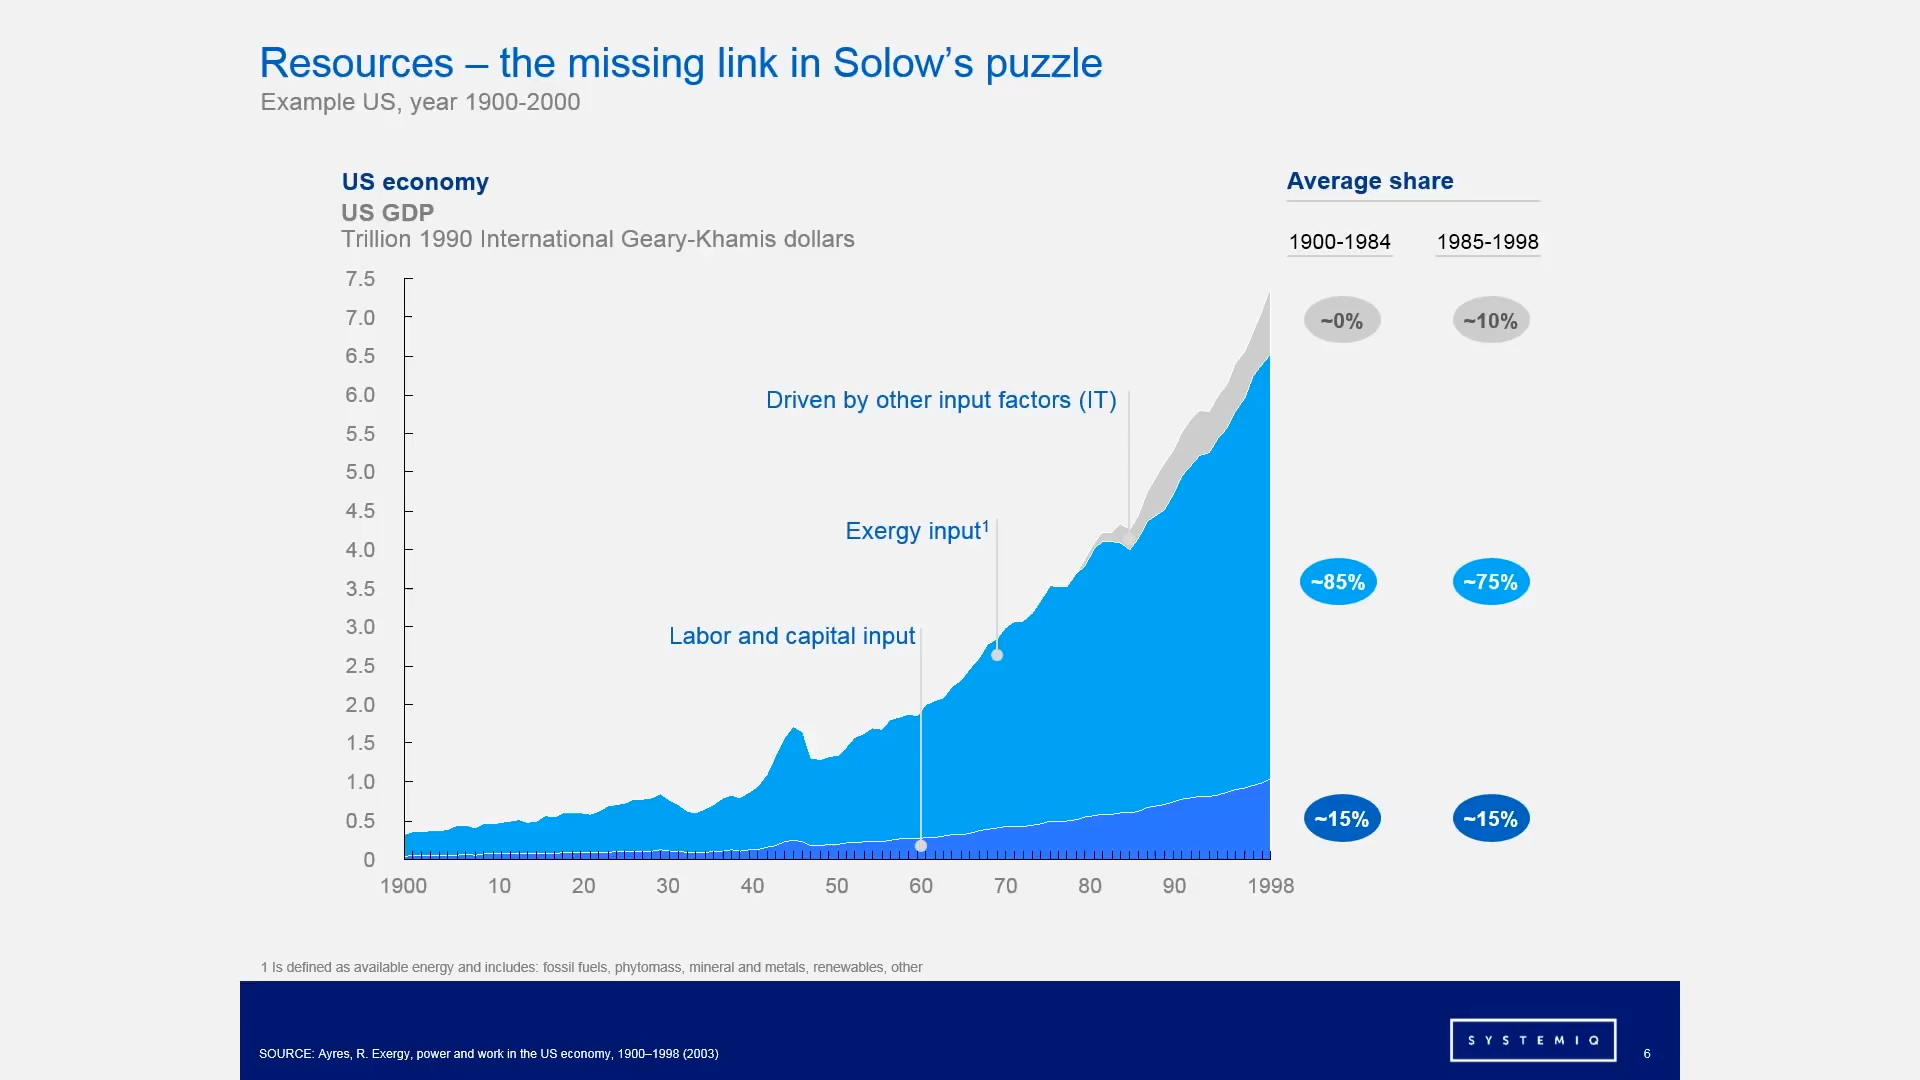 Resources – the missing link in Solow’s puzzle
Example US, year 1900-2000
US economy
US GDP
Trillion 1990 International Geary-Khamis dollars
Average share
1900-1984 1985-1998
7.5
7.0
6.5
6.0
5.5
5.0
4.5
4.0
3.5
3.0
2.5
2.0
1.5
1.0
0.5
0
Driven by other input factors (IT)
Exergy input¹
Labor and capital input
~0% ~10%
~85% ~75%
~15% ~15%
1900 10 20 30 40 50 60 70 80 90 1998
1 Is defined as available energy and includes: fossil fuels, phytomass, mineral and metals, renewables, other
SOURCE: Ayres, R. Exergy, power and work in the US economy, 1900–1998 (2003)
SYSTEMIQ
6